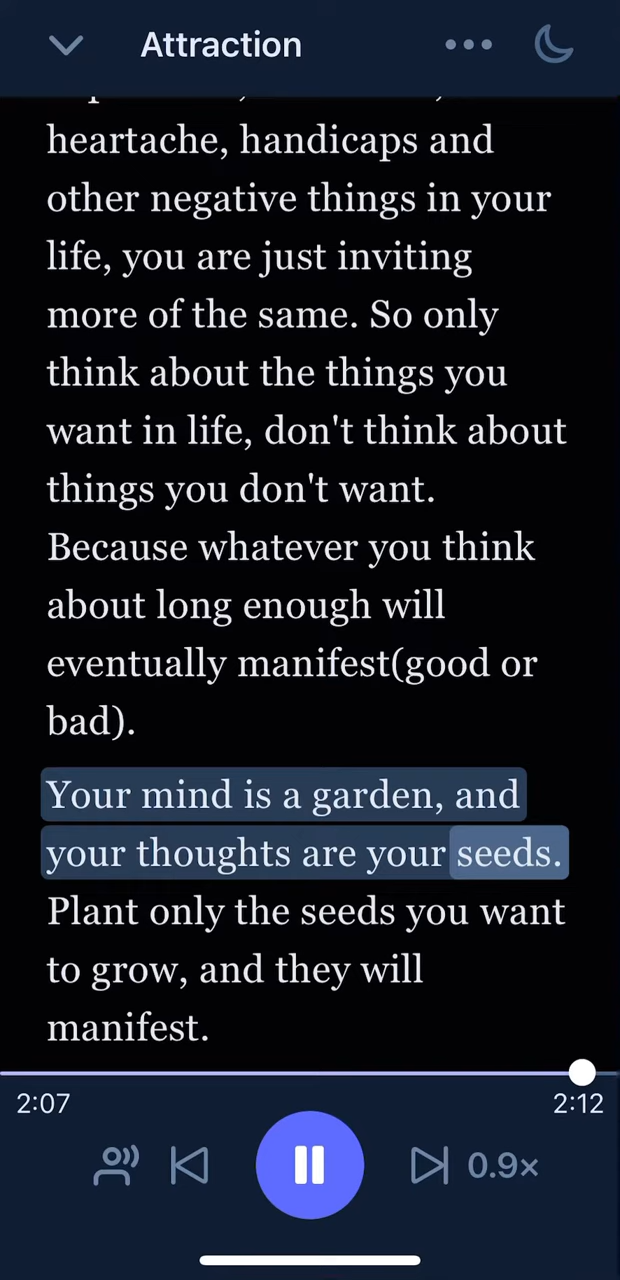 Attraction
heartache, handicaps and
other negative things in your
life, you are just inviting
more of the same. So only
think about the things you
want in life, don't think about
things you don't want.
Because whatever you think
about long enough will
eventually manifest(good or
bad).
Your mind is a garden, and
your thoughts are your seeds.
Plant only the seeds you want
to grow, and they will
manifest.
2:07
2:12
0.9×